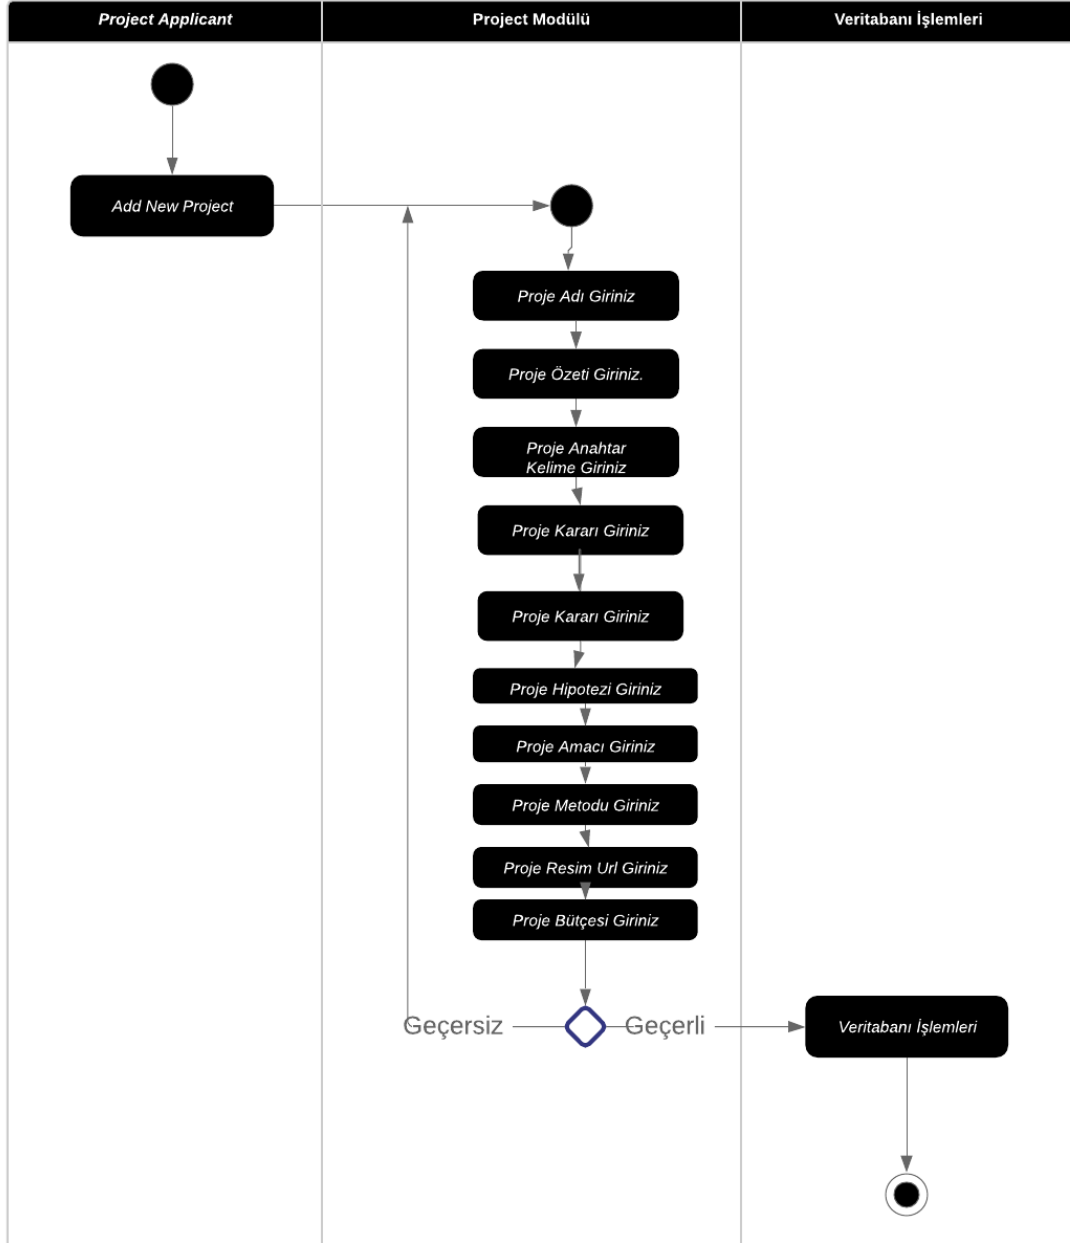 Project Applicant
Project Modülü
Veritabanı İşlemleri
Add New Project
Proje Adı Giriniz
Proje Özeti Giriniz.
Proje Anahtar
Kelime Giriniz
Proje Kararı Giriniz
Proje Kararı Giriniz
Proje Hipotezi Giriniz
Proje Amacı Giriniz
Proje Metodu Giriniz
Proje Resim Url Giriniz
Proje Bütçesi Giriniz
Geçersiz
Geçerli
Veritabanı İşlemleri